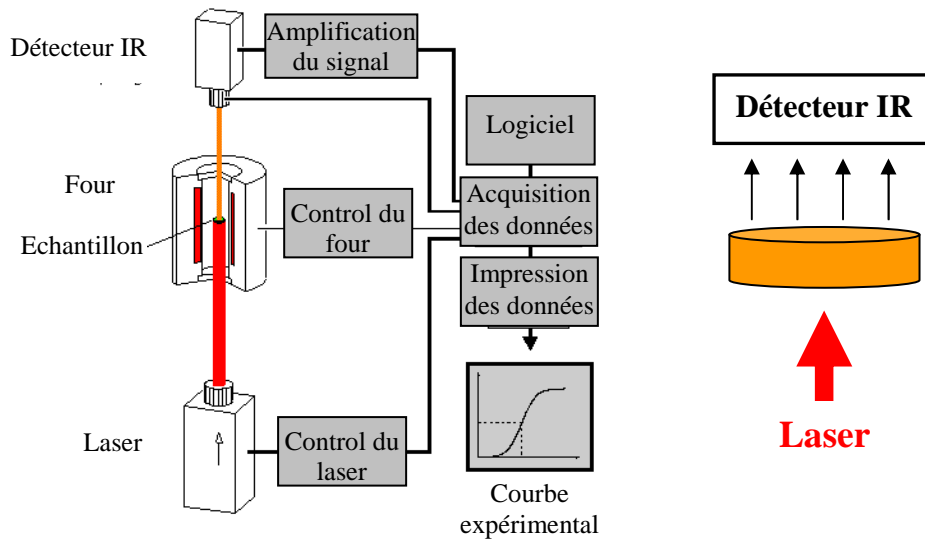 Détecteur IR
Amplification
du signal
Logiciel
Four
Echantillon
Control du
four
Acquisition
des données
Impression
des données
Laser
Control du
laser
Courbe
expérimental
Détecteur IR
Laser